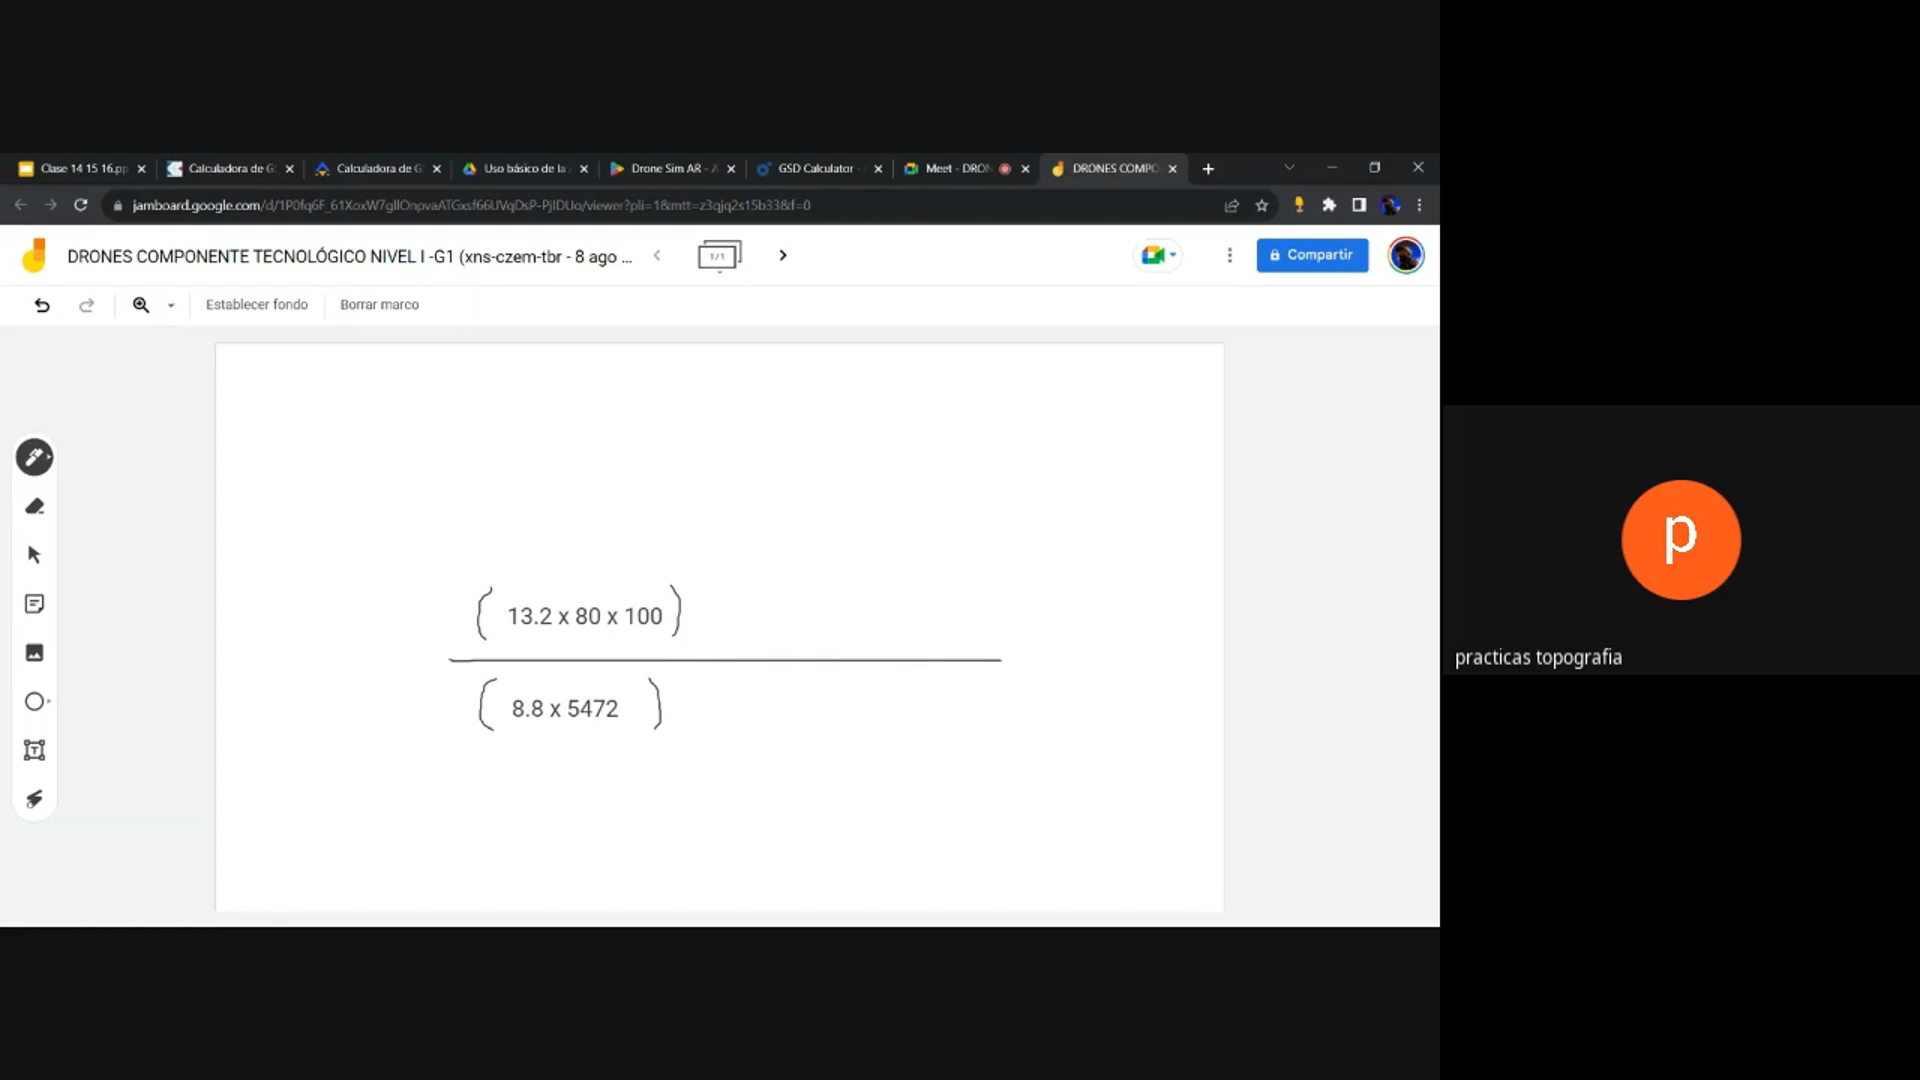 Clase 14 15 16.pp
Calculadora de G
Calculadora de G
Uso básico de la
Drone Sim AR - A
GSD Calculator -
Meet - DRON
DRONES COMPO
jamboard.google.com/d/1P0fq6F_61XoxW7gllOnpvaATGxsf66UVqDsP-PjIDUo/viewer?pli=1&mtt=z3qjq2s15b33&f=0
DRONES COMPONENTE TECNOLÓGICO NIVEL I -G1 (xns-czem-tbr - 8 ago ...
1/1
Compartir
Establecer fondo
Borrar marco
( 13.2 x 80 x 100 )
( 8.8 x 5472 )
p
practicas topografia